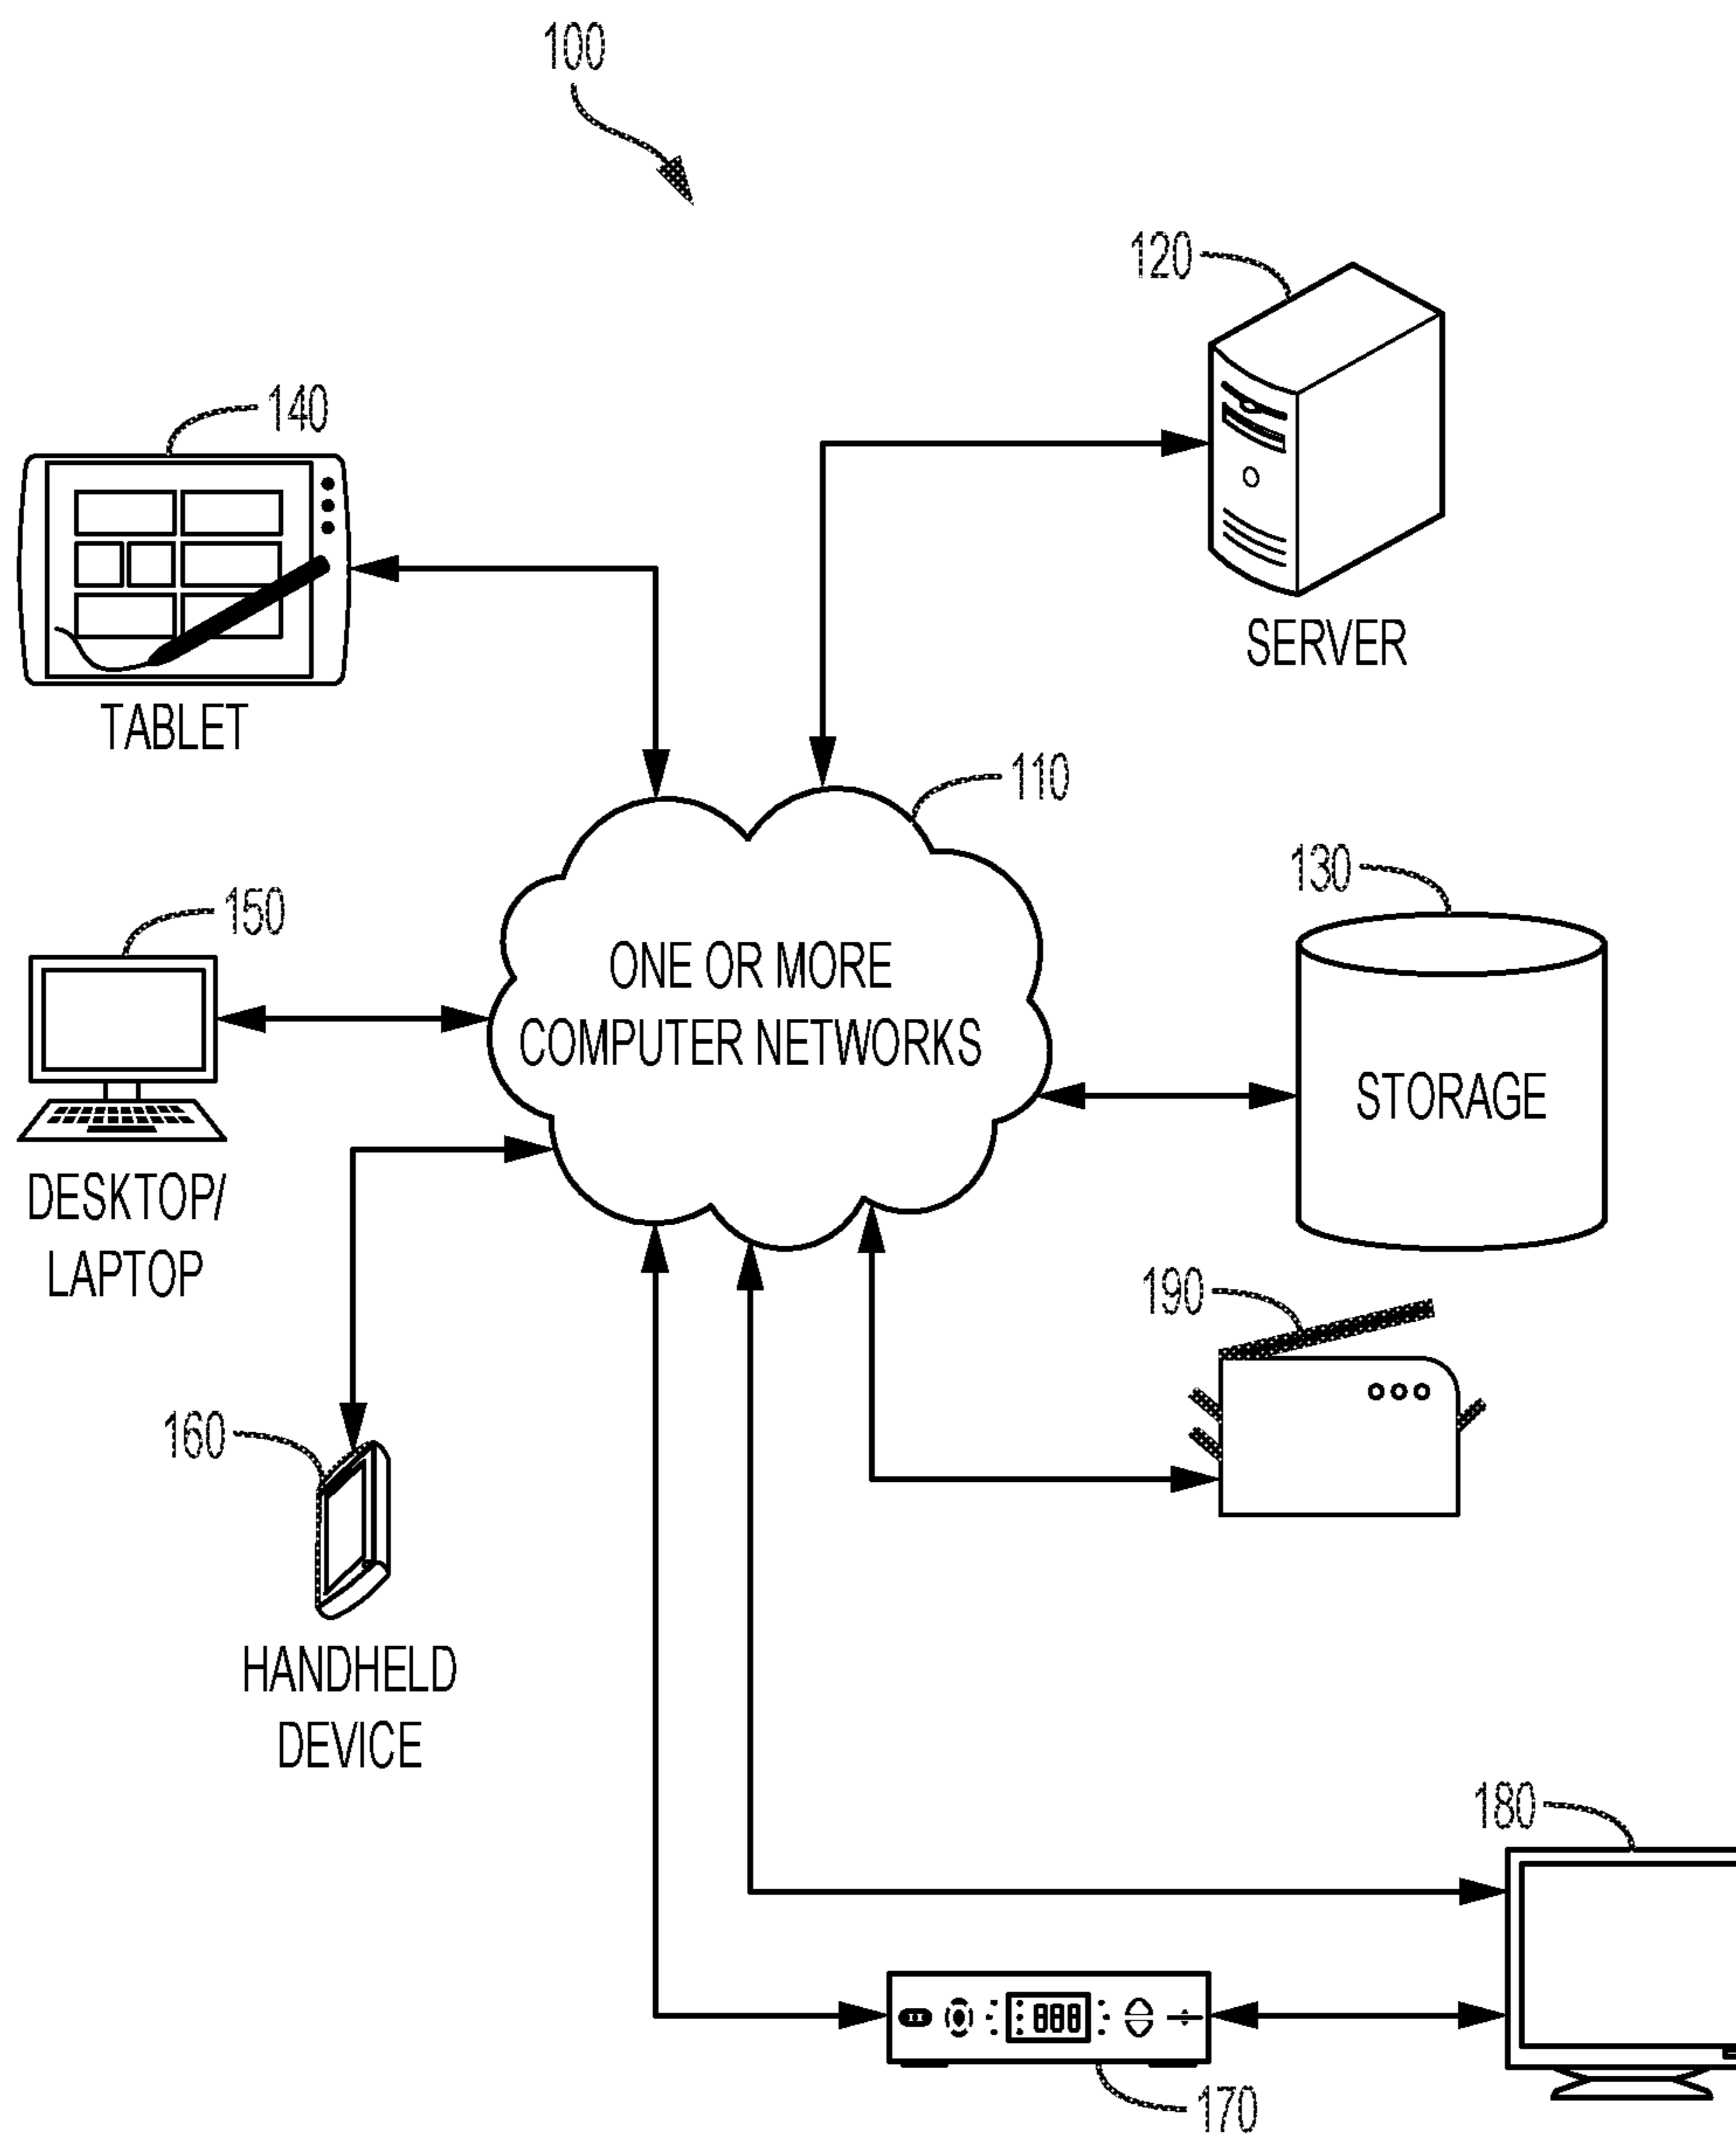 100
120
140
SERVER
TABLET
110
130
150
ONE OR MORE
COMPUTER NETWORKS
STORAGE
DESKTOP/
LAPTOP
190
160
HANDHELD
DEVICE
180
888
170